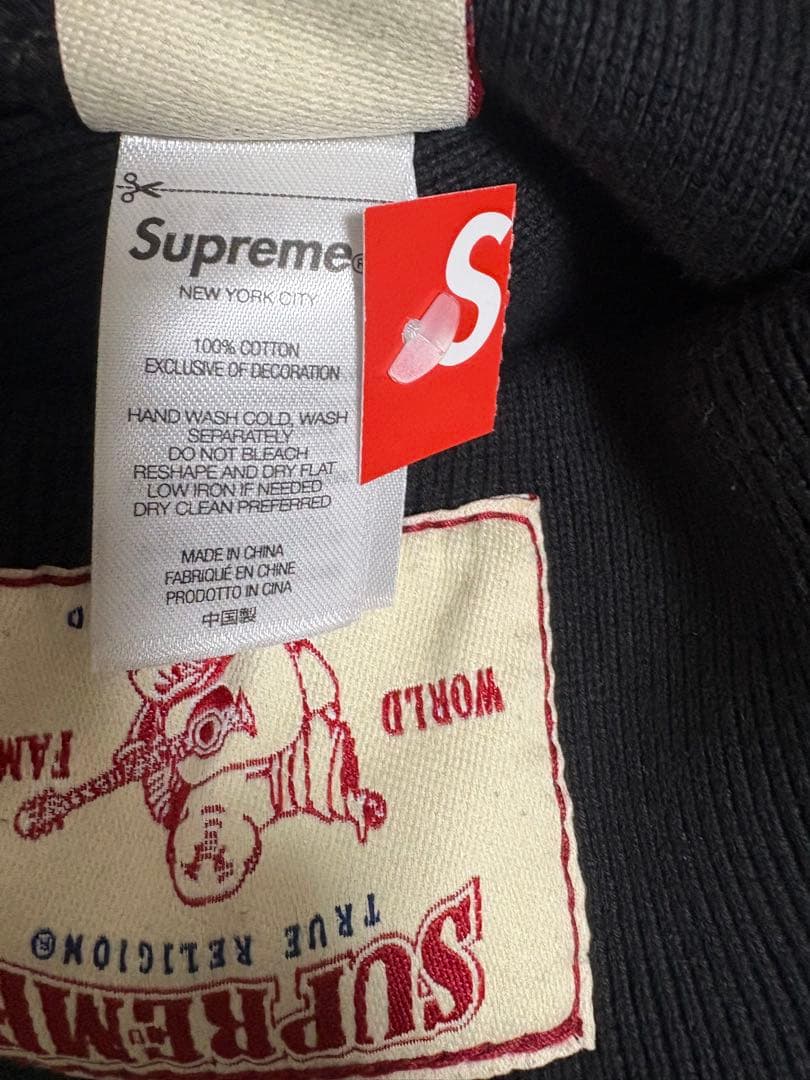 Supreme®
NEW YORK CITY
100% COTTON
EXCLUSIVE OF DECORATION
HAND WASH COLD, WASH
SEPARATELY
DO NOT BLEACH
RESHAPE AND DRY FLAT
LOW IRON IF NEEDED
DRY CLEAN PREFERRED
MADE IN CHINA
FABRIQUÉ EN CHINE
PRODOTTO IN CINA
中国製
S
SUPREME
TRUE RELIGION®
WORLD FAM
D